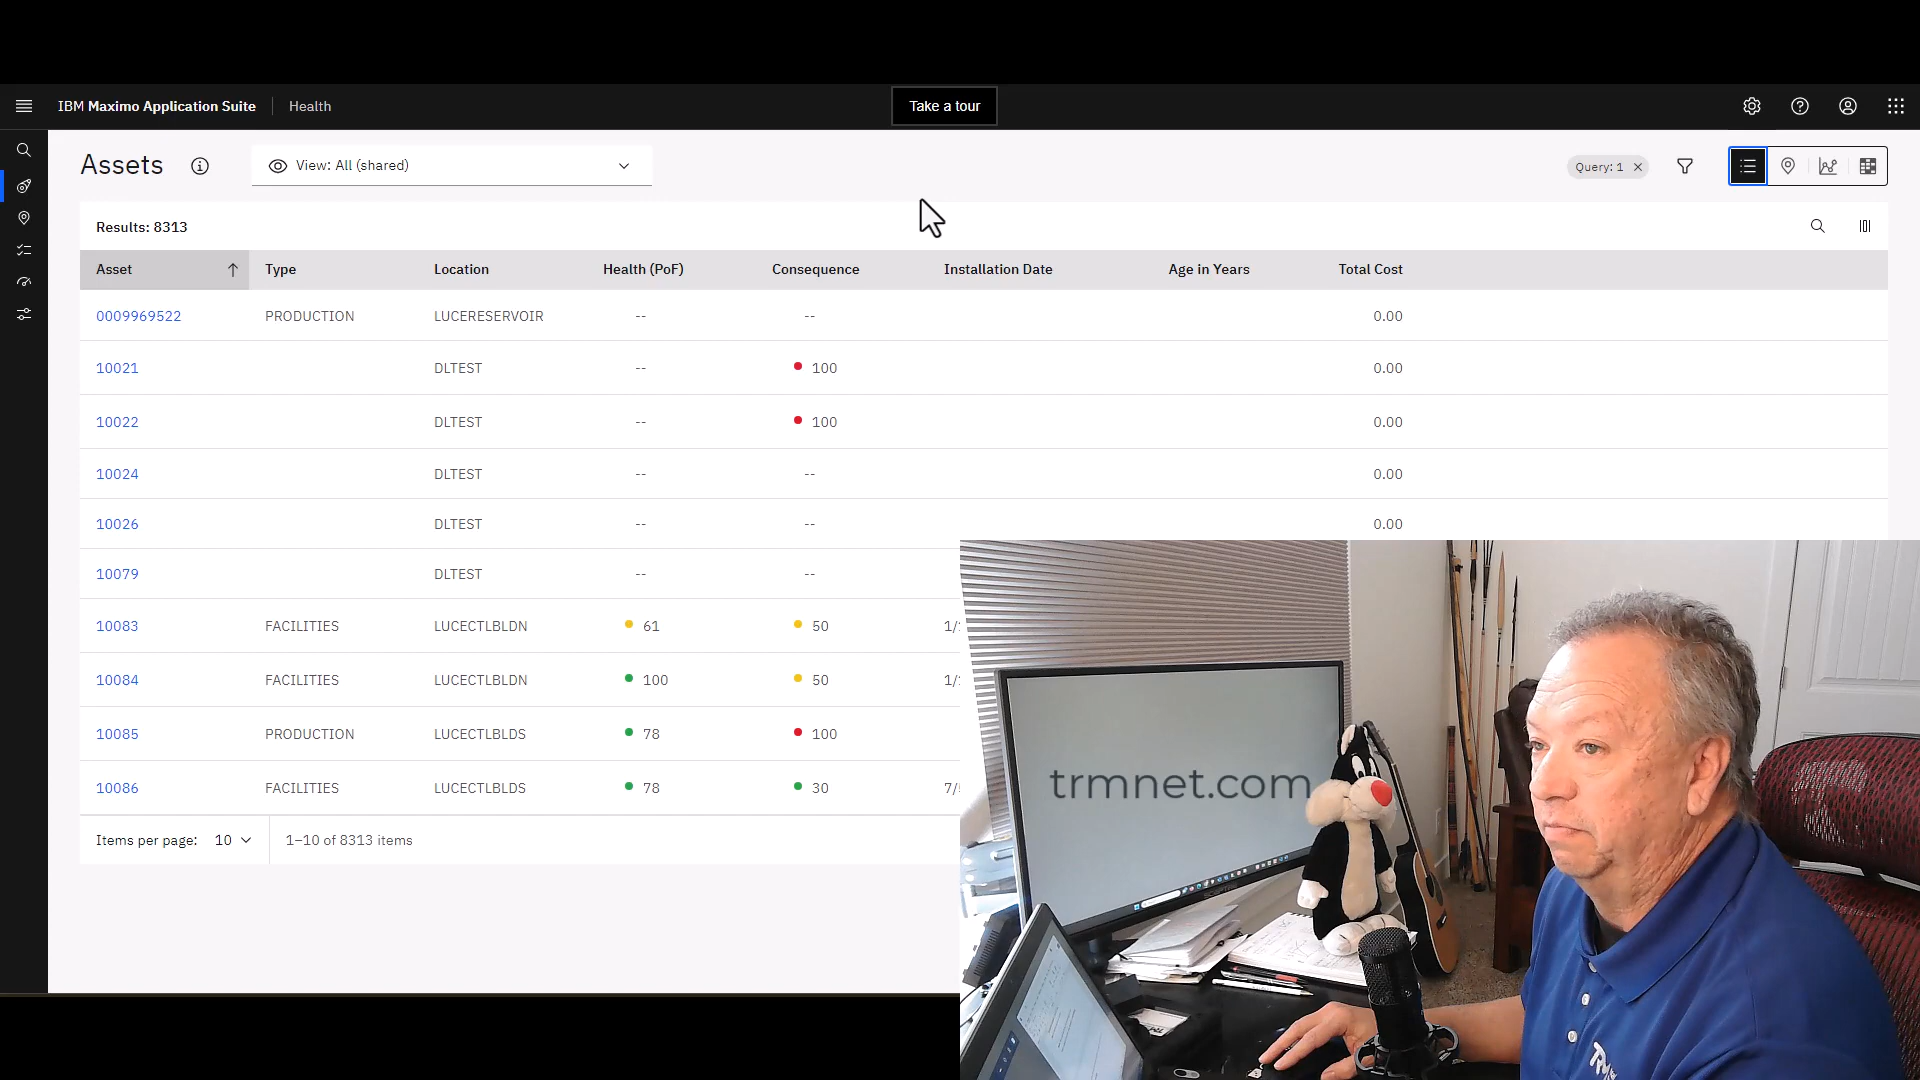 IBM Maximo Application Suite Health Take a tour
Assets View: All (shared) Query: 1
Results: 8313
Asset Type Location Health (PoF) Consequence Installation Date Age in Years Total Cost
0009969522 PRODUCTION LUCERESERVOIR -- -- 0.00
10021 DLTEST -- 100 0.00
10022 DLTEST -- 100 0.00
10024 DLTEST -- -- 0.00
10026 DLTEST -- -- 0.00
10079 DLTEST -- --
10083 FACILITIES LUCECTLBLDN 61 50 1/
10084 FACILITIES LUCECTLBLDN 100 50 1/
10085 PRODUCTION LUCECTLBLDS 78 100
10086 FACILITIES LUCECTLBLDS 78 30 7/
Items per page: 10 1–10 of 8313 items
trmnet.com